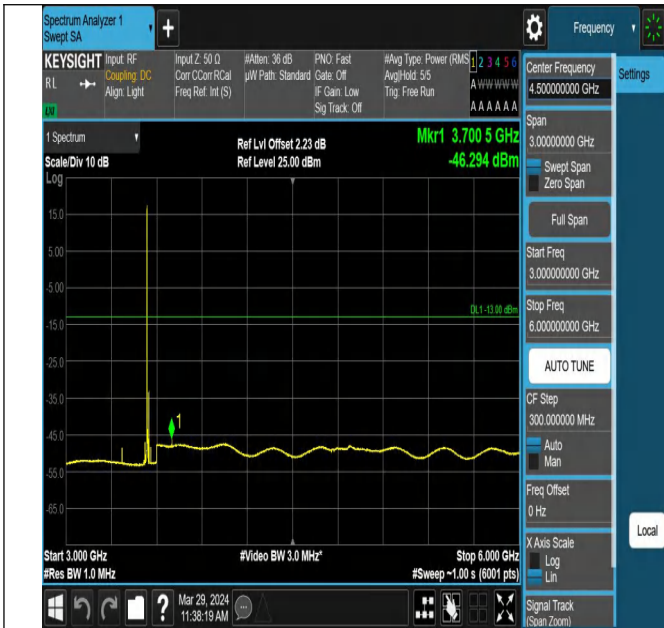 Spectrum Analyzer 1
Swept SA
+
Frequency
KEYSIGHT
RL
LXI
Input: RF
Coupling: DC
Align: Light
Input Z: 50 Ω
Corr CCorr RCal
Freq Ref: Int (S)
#Atten: 36 dB
µW Path: Standard
PNO: Fast
Gate: Off
IF Gain: Low
Sig Track: Off
#Avg Type: Power (RMS
Avg|Hold: 5/5
Trig: Free Run
1 2 3 4 5 6
A W W W W W
A A A A A A
Center Frequency
4.500000000 GHz
Settings
Span
3.00000000 GHz
Swept Span
Zero Span
Full Span
Start Freq
3.000000000 GHz
Stop Freq
6.000000000 GHz
AUTO TUNE
CF Step
300.000000 MHz
Auto
Man
Freq Offset
0 Hz
X Axis Scale
Log
Lin
Signal Track
(Span Zoom)
Local
1 Spectrum
Scale/Div 10 dB
Log
Ref Lvl Offset 2.23 dB
Ref Level 25.00 dBm
Mkr1 3.700 5 GHz
-46.294 dBm
15.0
5.00
-5.00
-15.0
-25.0
-35.0
-45.0
-55.0
-65.0
DL1 -13.00 dBm
1
Start 3.000 GHz
#Res BW 1.0 MHz
#Video BW 3.0 MHz*
Stop 6.000 GHz
#Sweep ~1.00 s (6001 pts)
?
Mar 29, 2024
11:38:19 AM